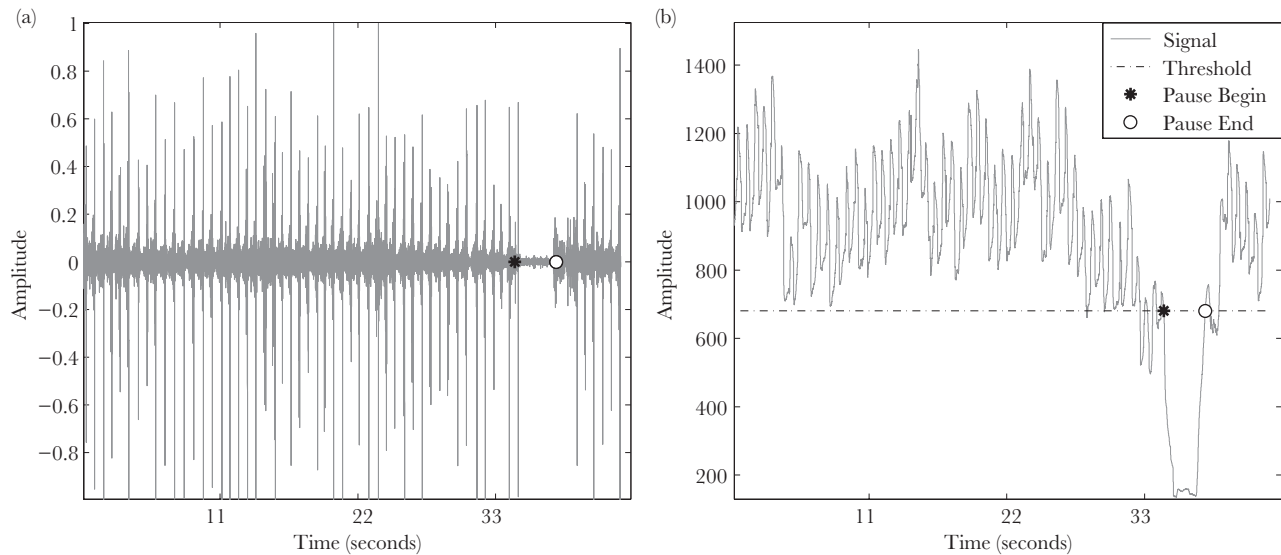 (a)
1
0.8
0.6
0.4
0.2
0
−0.2
−0.4
−0.6
−0.8
Amplitude
11
22
33
Time (seconds)
(b)
1400
1200
1000
800
600
400
200
Amplitude
11
22
33
Time (seconds)
Signal
Threshold
Pause Begin
Pause End